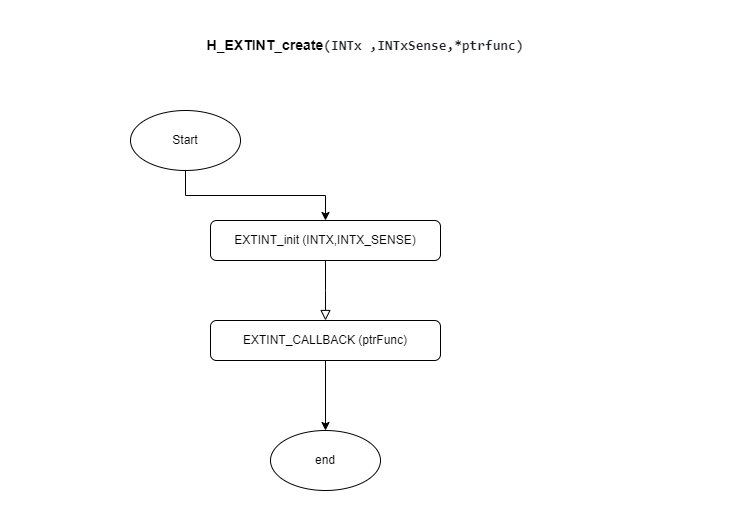 H_EXTINT_create(INTx ,INTxSense,*ptrfunc)
Start
EXTINT_init (INTX,INTX_SENSE)
EXTINT_CALLBACK (ptrFunc)
end